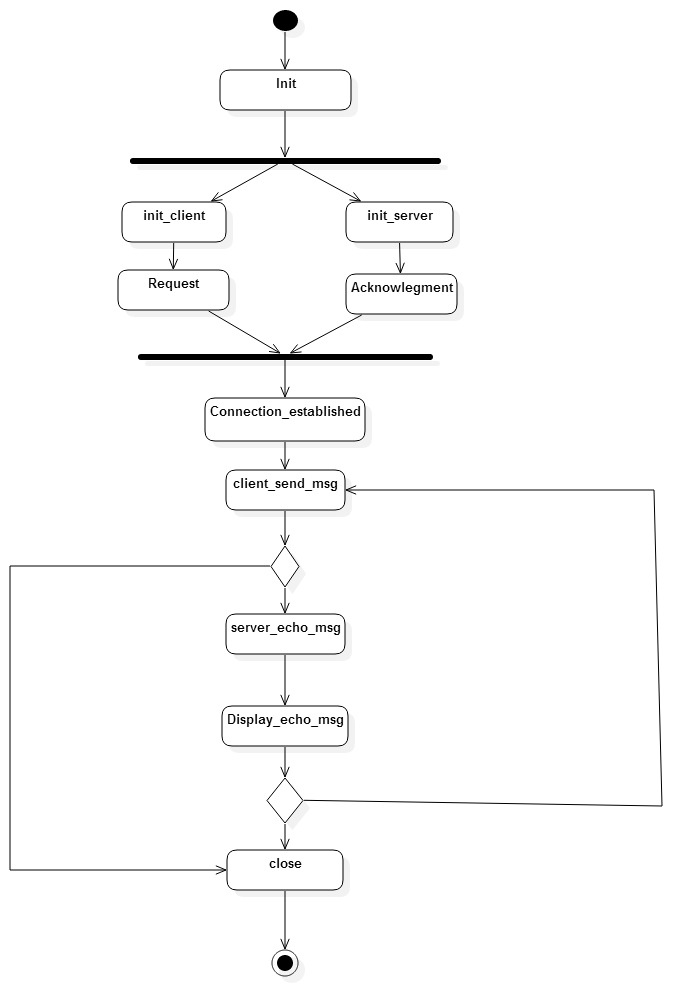 Init
init_client
init_server
Request
Acknowlegment
Connection_established
client_send_msg
server_echo_msg
Display_echo_msg
close